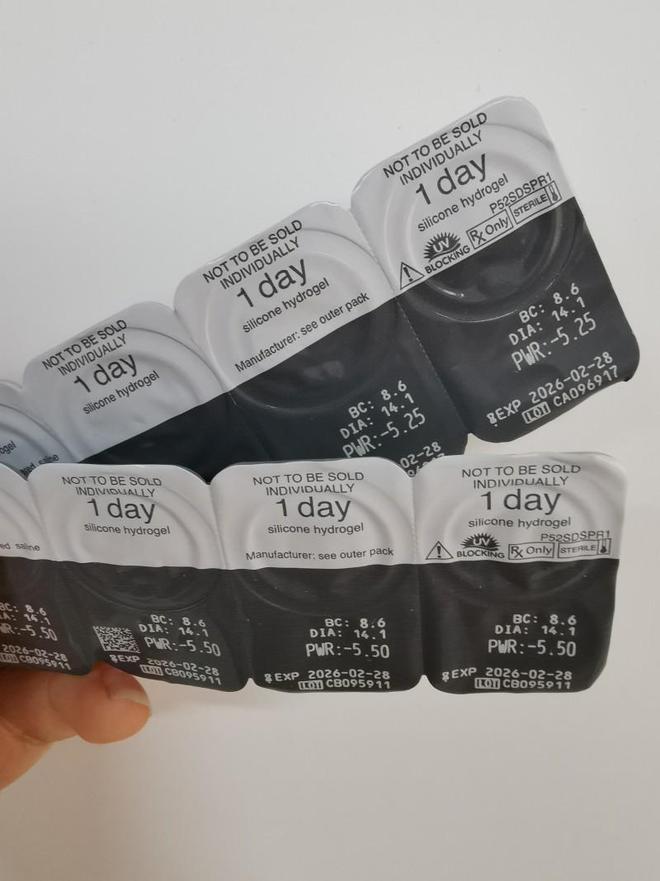 NOT TO BE SOLD
INDIVIDUALLY
1 day
silicone hydrogel
P52SDSPR1
UV
BLOCKING
Rx Only
STERILE
BC: 8.6
DIA: 14.1
PWR:-5.25
EXP 2026-02-28
LOT CA096917
NOT TO BE SOLD
INDIVIDUALLY
1 day
silicone hydrogel
Manufacturer: see outer pack
BC: 8.6
DIA: 14.1
PWR:-5.25
02-28
NOT TO BE SOLD
INDIVIDUALLY
1 day
silicone hydrogel
saline
BC: 8.6
DIA: 14.1
WR:-5.50
2026-02-28
LOT CB095911
NOT TO BE SOLD
INDIVIDUALLY
1 day
silicone hydrogel
BC: 8.6
DIA: 14.1
PWR:-5.50
EXP 2026-02-28
LOT CB095911
NOT TO BE SOLD
INDIVIDUALLY
1 day
silicone hydrogel
Manufacturer: see outer pack
BC: 8.6
DIA: 14.1
PWR:-5.50
EXP 2026-02-28
LOT CB095911
NOT TO BE SOLD
INDIVIDUALLY
1 day
silicone hydrogel
P52SDSPR1
UV
BLOCKING
Rx Only
STERILE
BC: 8.6
DIA: 14.1
PWR:-5.50
EXP 2026-02-28
LOT CB095911